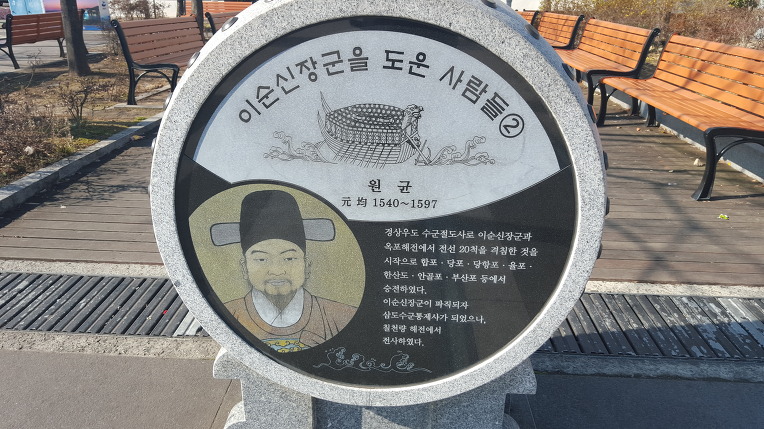 이순신장군을 도운 사람들②
원 균
元 均 1540~1597
경상우도 수군절도사로 이순신장군과
옥포해전에서 전선 20척을 격침한 것을
시작으로 합포 · 당포 · 당항포 · 율포 ·
한산도 · 안골포 · 부산포 등에서
승전하였다.
이순신장군이 파직되자
삼도수군통제사가 되었으나,
칠천량 해전에서
전사하였다.